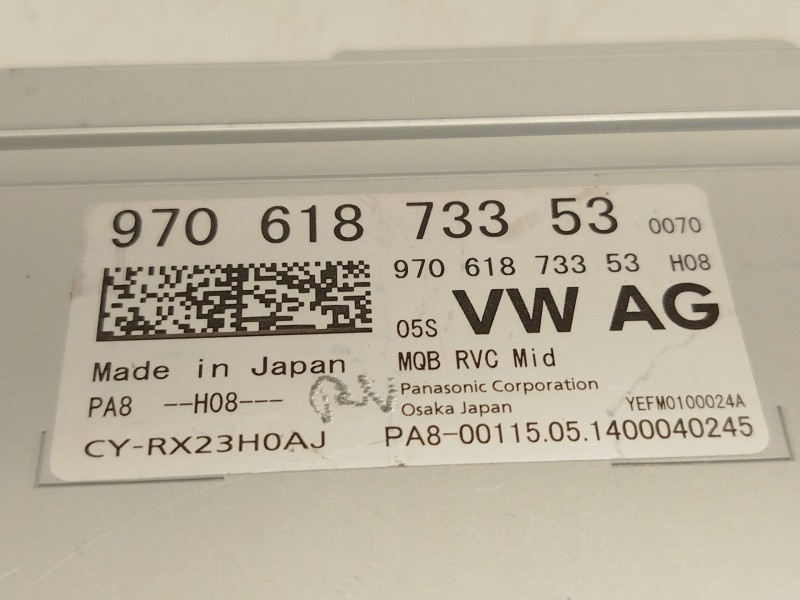 970 618 733 53 0070
970 618 733 53 H08
05S VW AG
Made in Japan
MQB RVC Mid
PA8 --H08---
Panasonic Corporation
Osaka Japan
YEFM0100024A
CY-RX23H0AJ
PA8-00115.05.1400040245